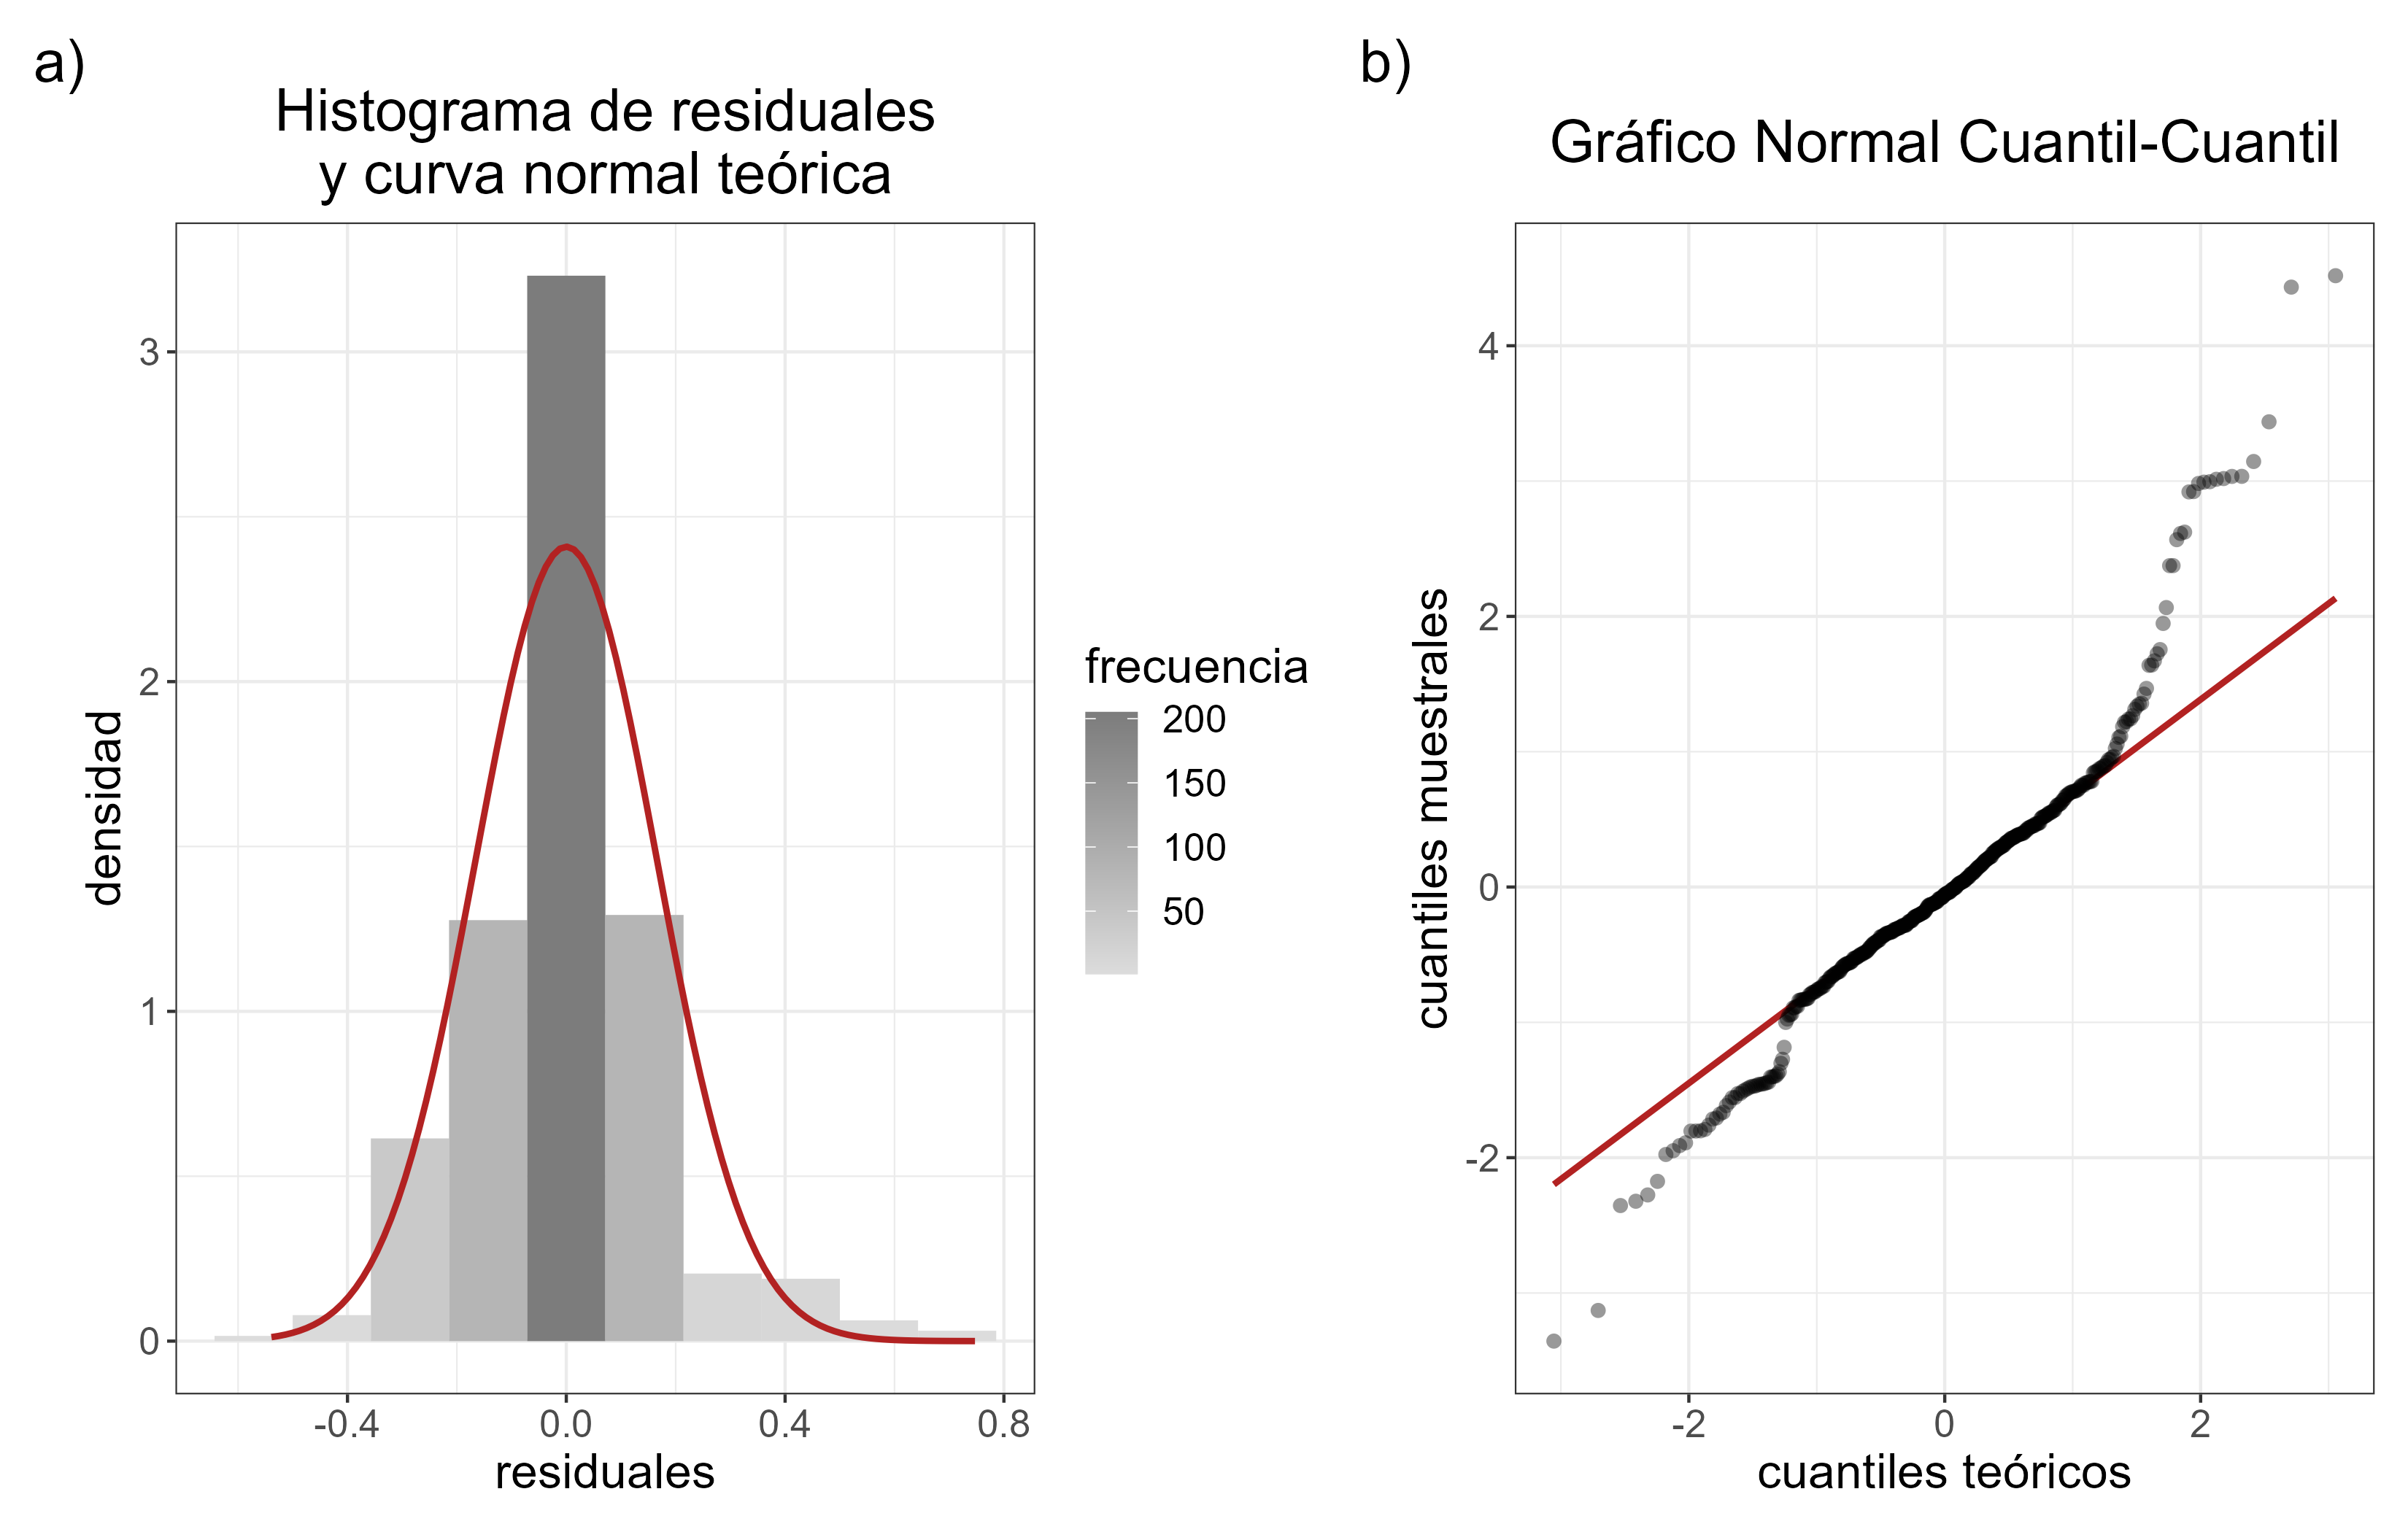 a)
Histograma de residuales
y curva normal teórica
densidad
3
2
1
0
-0.4
0.0
0.4
0.8
residuales
frecuencia
200
150
100
50
b)
Gráfico Normal Cuantil-Cuantil
cuantiles muestrales
4
2
0
-2
-2
0
2
cuantiles teóricos